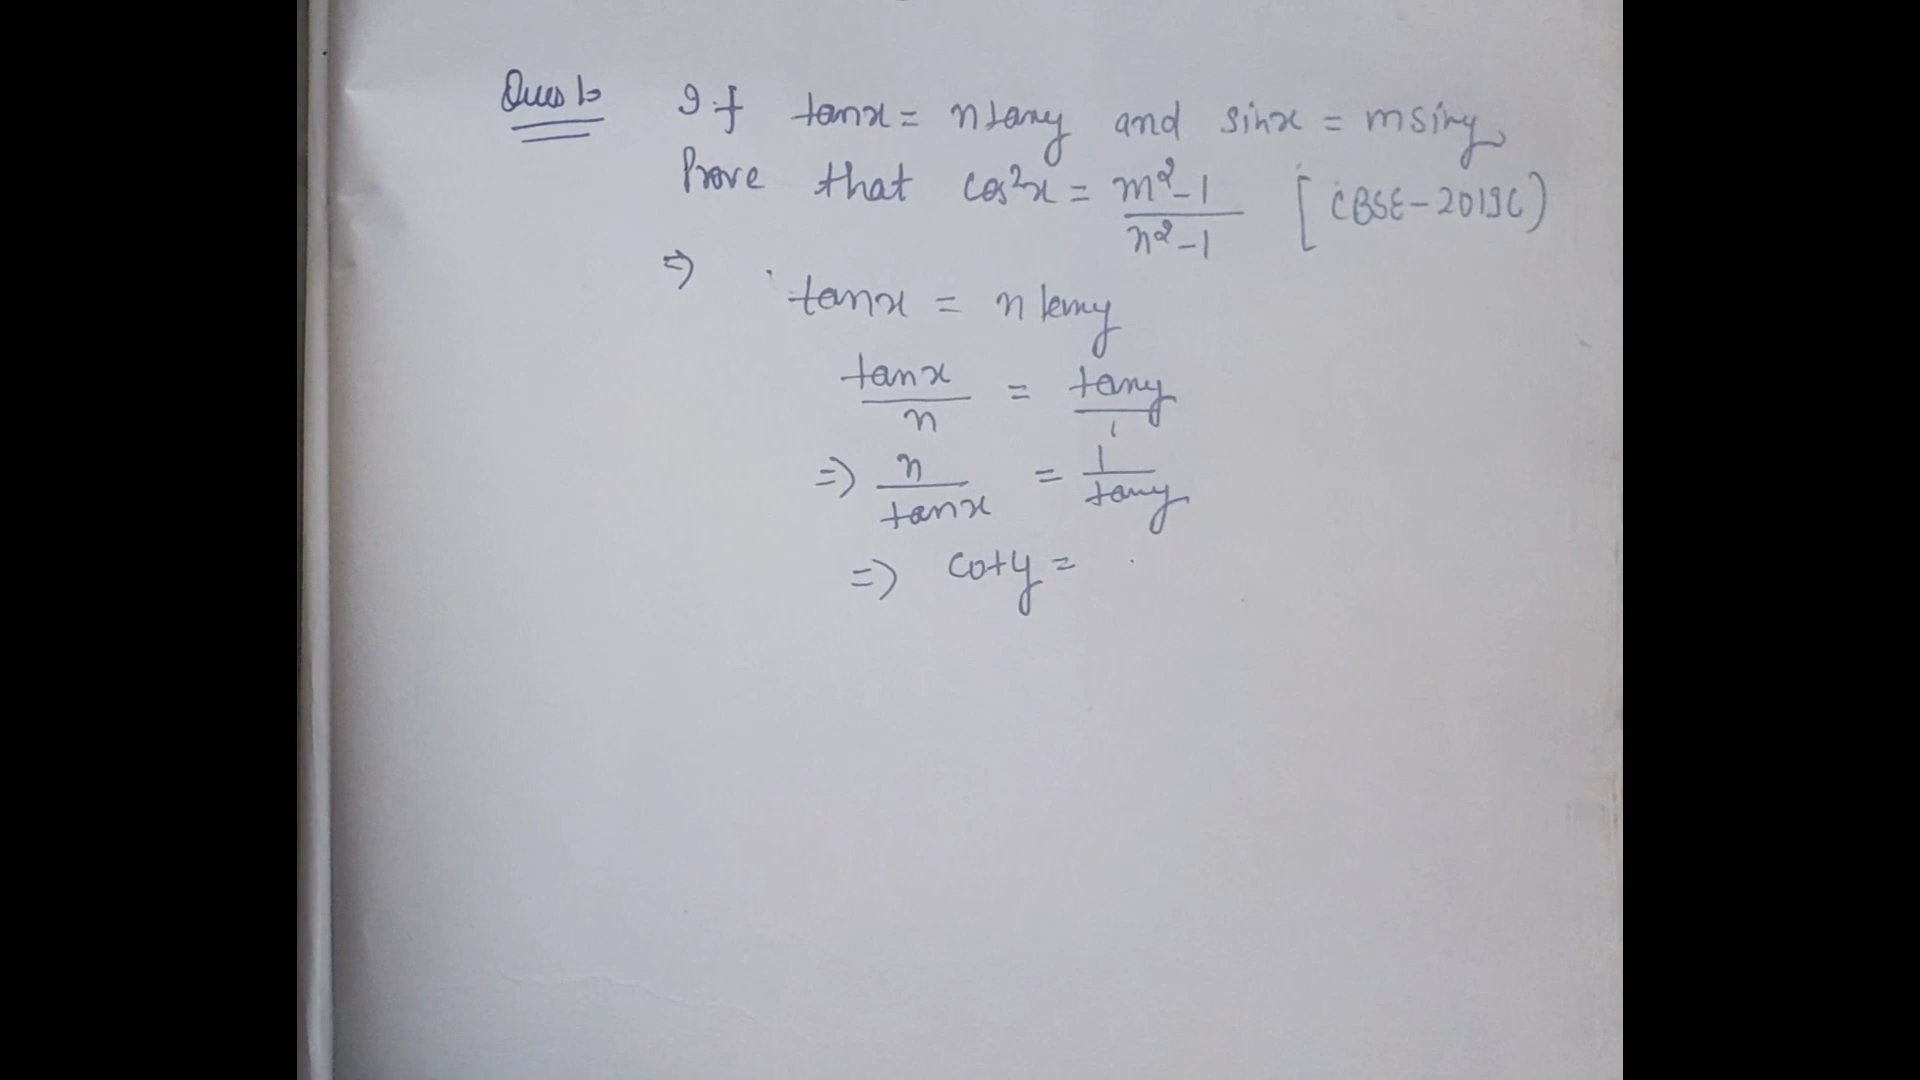 Ques 1:- If tanx = n tany and sinx = m siny,
Prove that cos²x = (m²-1)/(n²-1) [CBSE-2019C)
⇒ tanx = n tany
tanx/n = tany/1
⇒ n/tanx = 1/tany
⇒ coty =